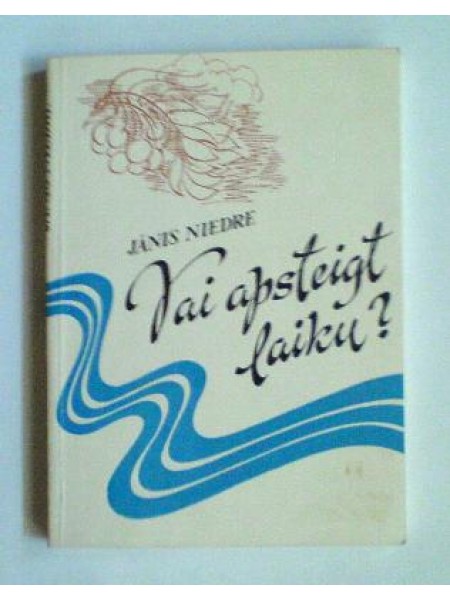 JĀNIS NIEDRE
Vai apsteigt
laiku?